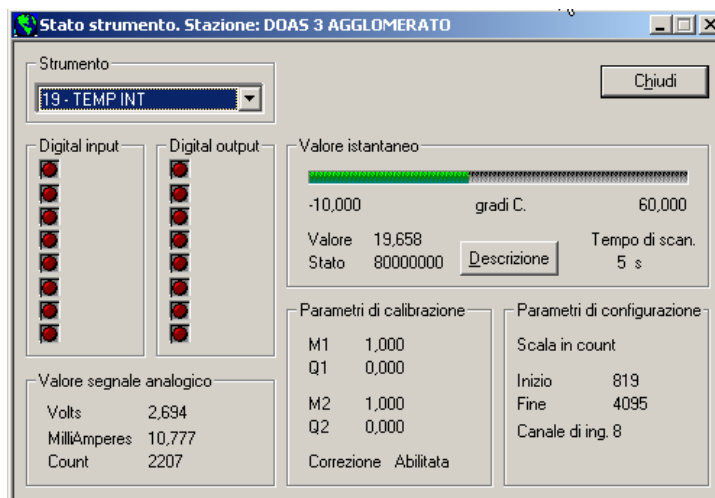 Stato strumento. Stazione: DOAS 3 AGGLOMERATO
Strumento
19 - TEMP INT
Chiudi
Digital input
Digital output
Valore istantaneo
-10,000 gradi C. 60,000
Valore 19,658
Stato 80000000
Descrizione
Tempo di scan.
5 s
Valore segnale analogico
Volts 2,694
MilliAmperes 10,777
Count 2207
Parametri di calibrazione
M1 1,000
Q1 0,000
M2 1,000
Q2 0,000
Correzione Abilitata
Parametri di configurazione
Scala in count
Inizio 819
Fine 4095
Canale di ing. 8